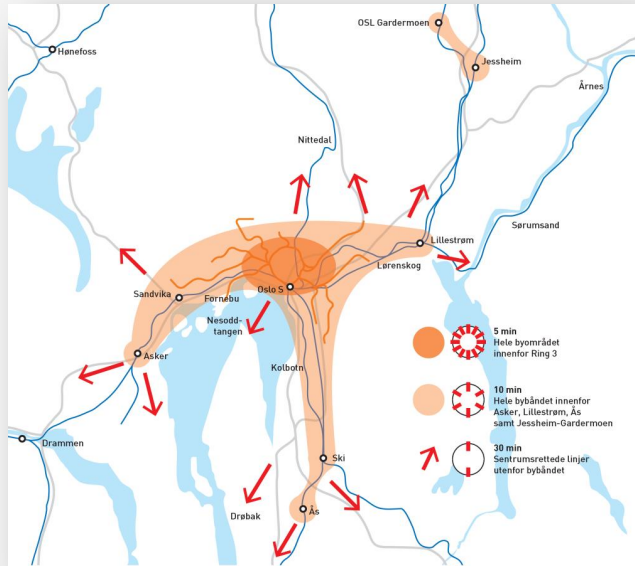 OSL Gardermoen
Hønefoss
Jessheim
Årnes
Nittedal
Sørumsand
Lillestrøm
Lørenskog
Sandvika
Fornebu
Oslo S
Nesodd-
tangen
Asker
Kolbotn
Drammen
Ski
Drøbak
Ås
5 min
Hele byområdet
innenfor Ring 3
10 min
Hele bybåndet innenfor
Asker, Lillestrøm, Ås
samt Jessheim-Gardermoen
30 min
Sentrumsrettede linjer
utenfor bybåndet